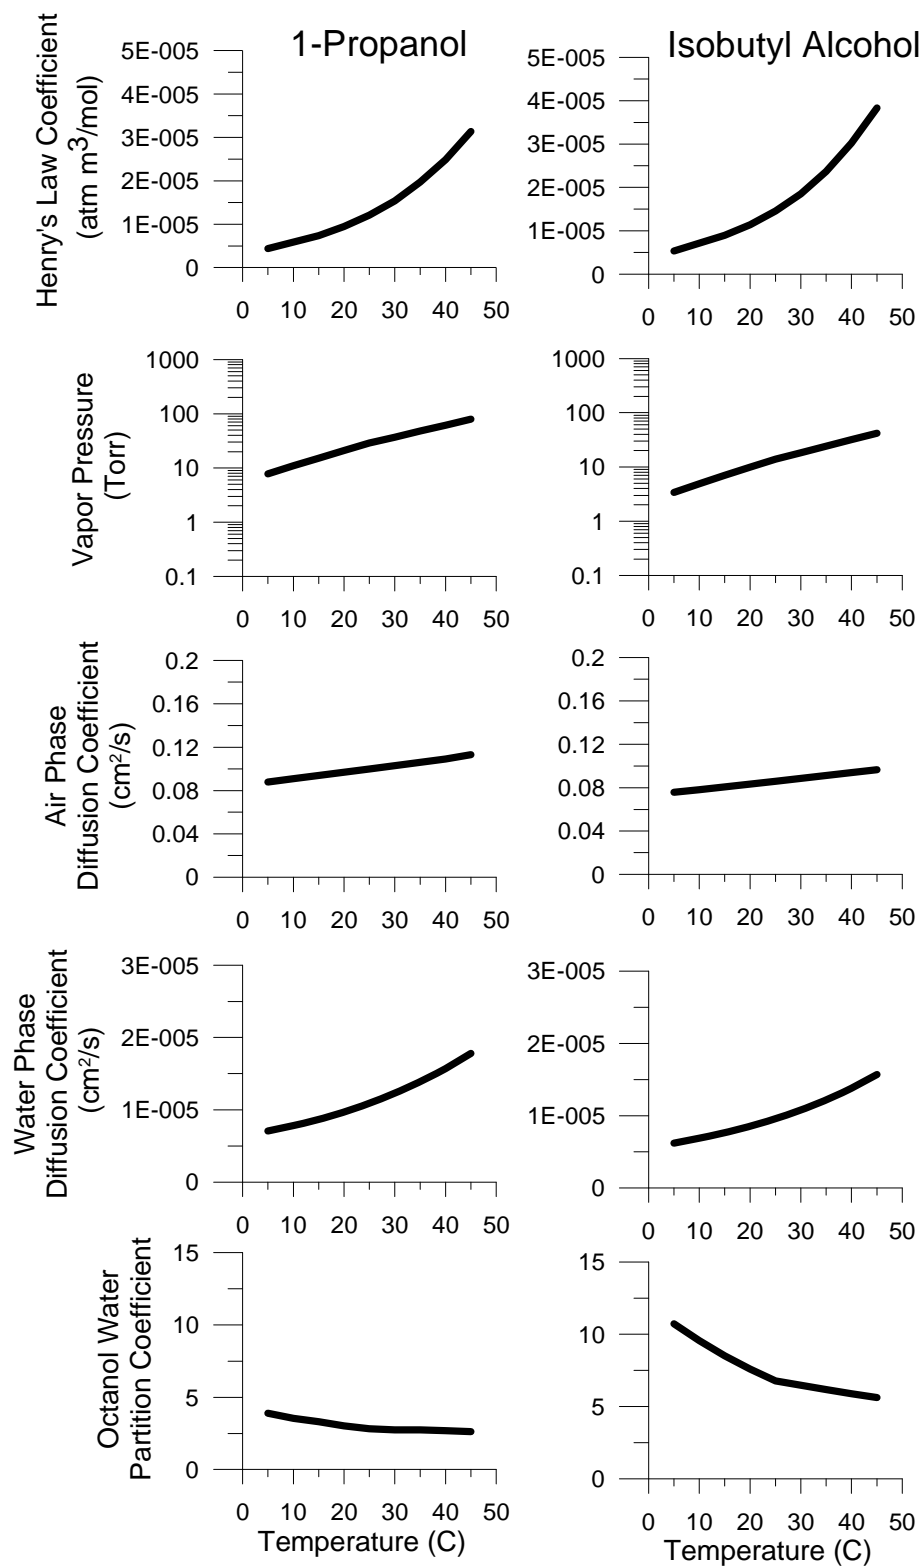 1-Propanol
Isobutyl Alcohol
Henry's Law Coefficient
(atm m3/mol)
5E-005
4E-005
3E-005
2E-005
1E-005
0
0 10 20 30 40 50
5E-005
4E-005
3E-005
2E-005
1E-005
0
0 10 20 30 40 50
Vapor Pressure
(Torr)
1000
100
10
1
0.1
0 10 20 30 40 50
1000
100
10
1
0.1
0 10 20 30 40 50
Air Phase
Diffusion Coefficient
(cm2/s)
0.2
0.16
0.12
0.08
0.04
0
0 10 20 30 40 50
0.2
0.16
0.12
0.08
0.04
0
0 10 20 30 40 50
Water Phase
Diffusion Coefficient
(cm2/s)
3E-005
2E-005
1E-005
0
0 10 20 30 40 50
3E-005
2E-005
1E-005
0
0 10 20 30 40 50
Octanol Water
Partition Coefficient
15
10
5
0
0 10 20 30 40 50
Temperature (C)
15
10
5
0
0 10 20 30 40 50
Temperature (C)